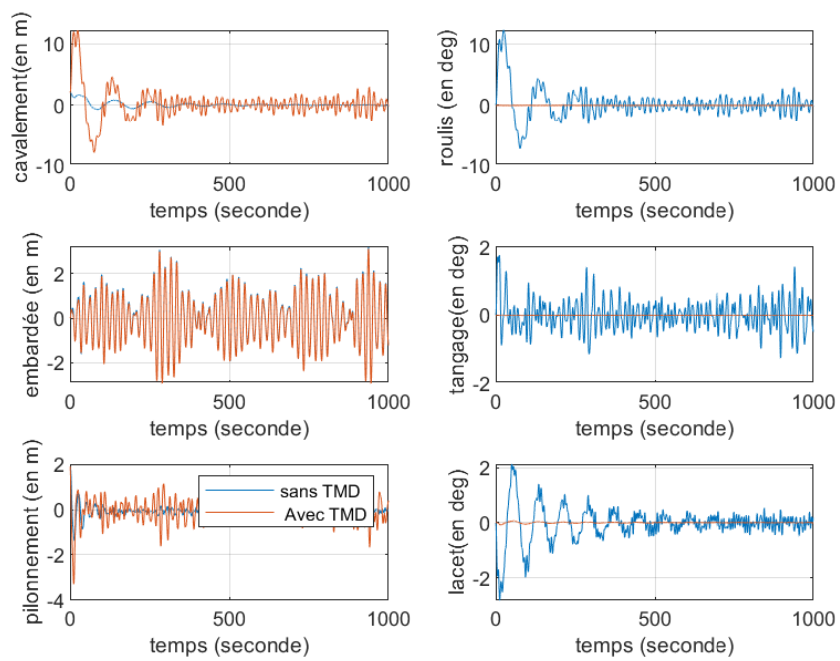 cavalement(en m)
10
0
-10
0
500
1000
temps (seconde)
roulis (en deg)
10
0
-10
0
500
1000
temps (seconde)
embardée (en m)
2
0
-2
0
500
1000
temps (seconde)
tangage(en deg)
2
0
-2
0
500
1000
temps (seconde)
pilonnement (en m)
2
0
-2
-4
0
500
1000
temps (seconde)
sans TMD
Avec TMD
lacet(en deg)
2
0
-2
0
500
1000
temps (seconde)